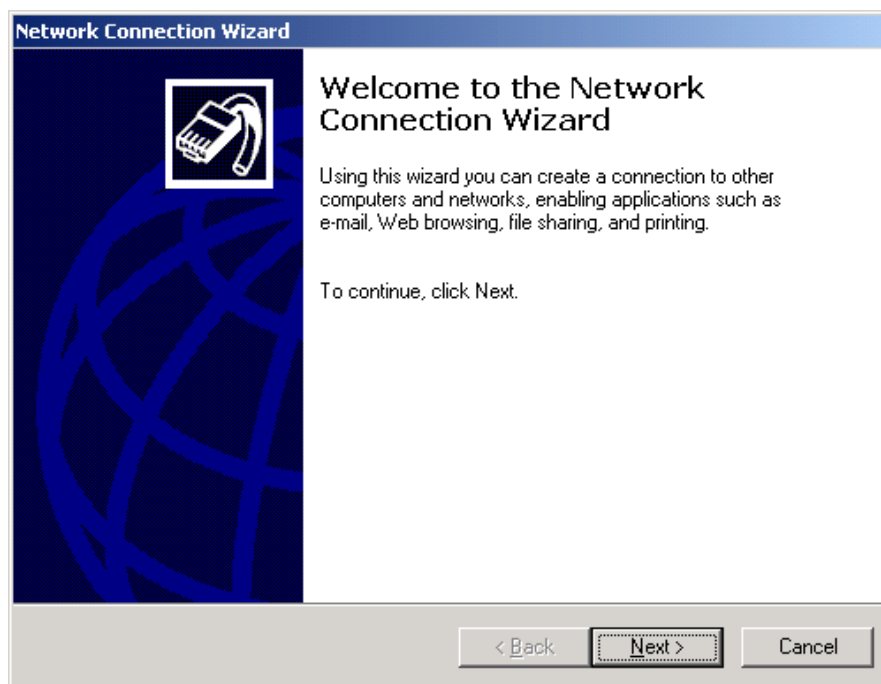 Network Connection Wizard
Welcome to the Network
Connection Wizard
Using this wizard you can create a connection to other
computers and networks, enabling applications such as
e-mail, Web browsing, file sharing, and printing.
To continue, click Next.
< Back Next > Cancel